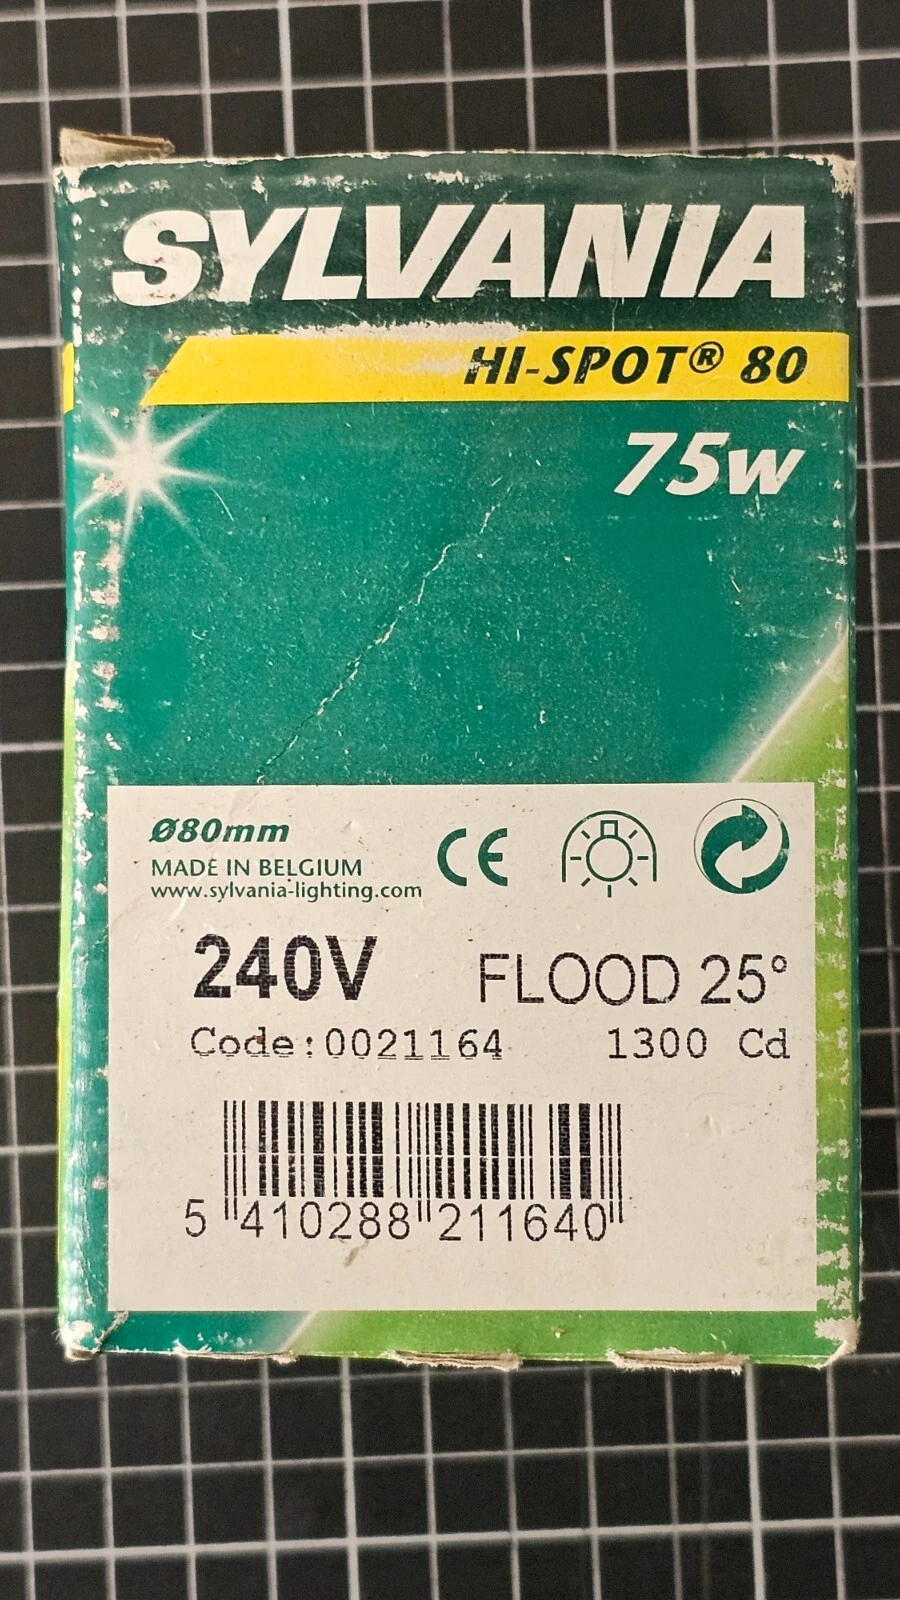 SYLVANIA
HI-SPOT® 80
75w
Ø80mm
MADE IN BELGIUM
www.sylvania-lighting.com
CE
240V FLOOD 25°
Code:0021164 1300 Cd
5 410288 211640